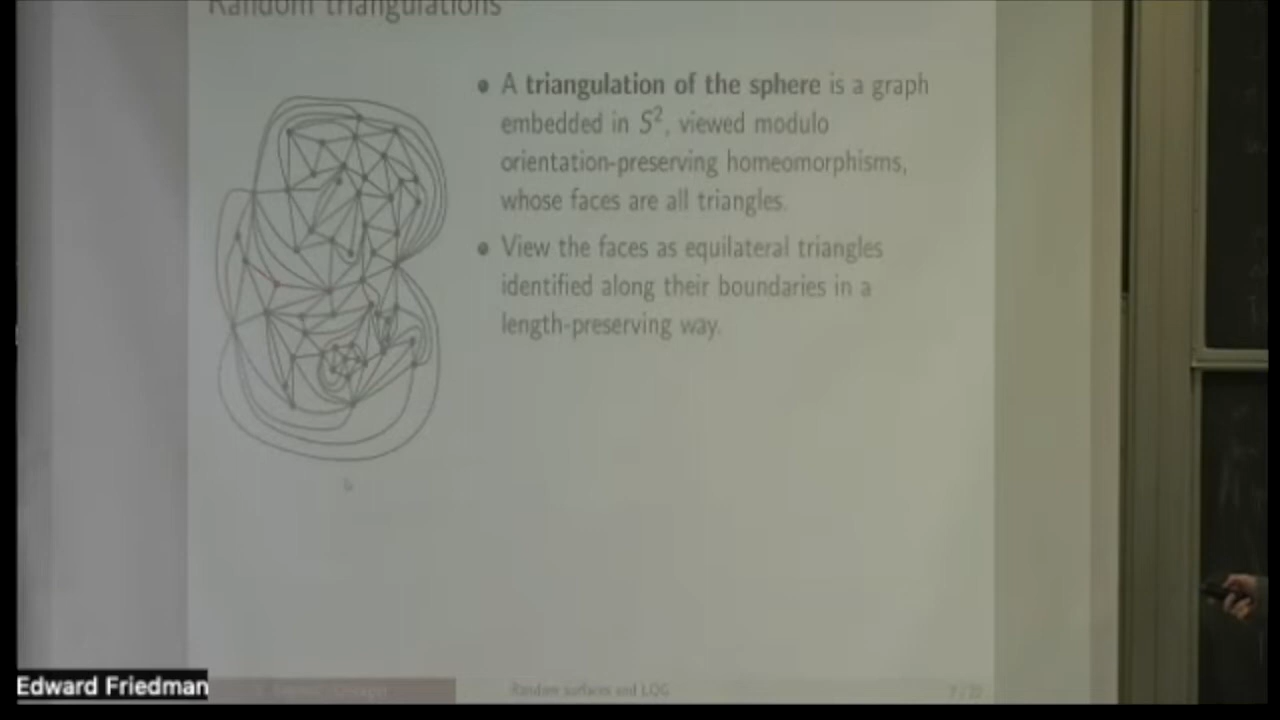 Random triangulations
• A triangulation of the sphere is a graph
embedded in S², viewed modulo
orientation-preserving homeomorphisms,
whose faces are all triangles.
• View the faces as equilateral triangles
identified along their boundaries in a
length-preserving way.
Edward Friedman
Random surfaces and LQG